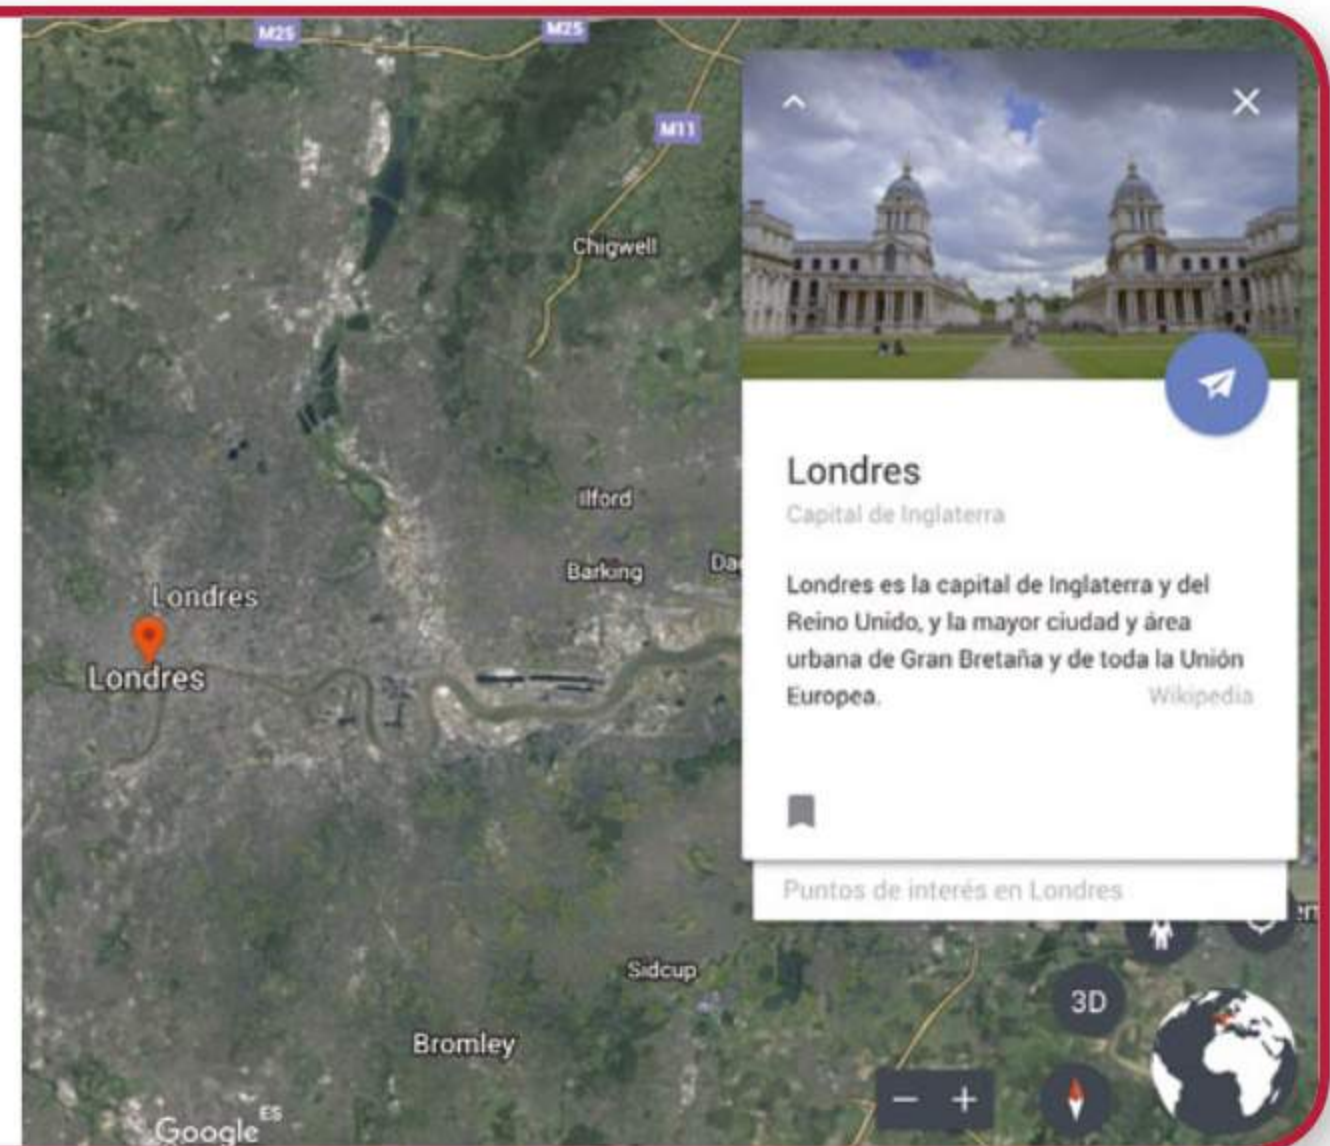 M25
M25
M11
Chigwell
Ilford
Barking
Londres
Londres
Sidcup
Bromley
Google
ES
Londres
Capital de Inglaterra
Londres es la capital de Inglaterra y del
Reino Unido, y la mayor ciudad y área
urbana de Gran Bretaña y de toda la Unión
Europea.
Wikipedia
Puntos de interés en Londres
3D